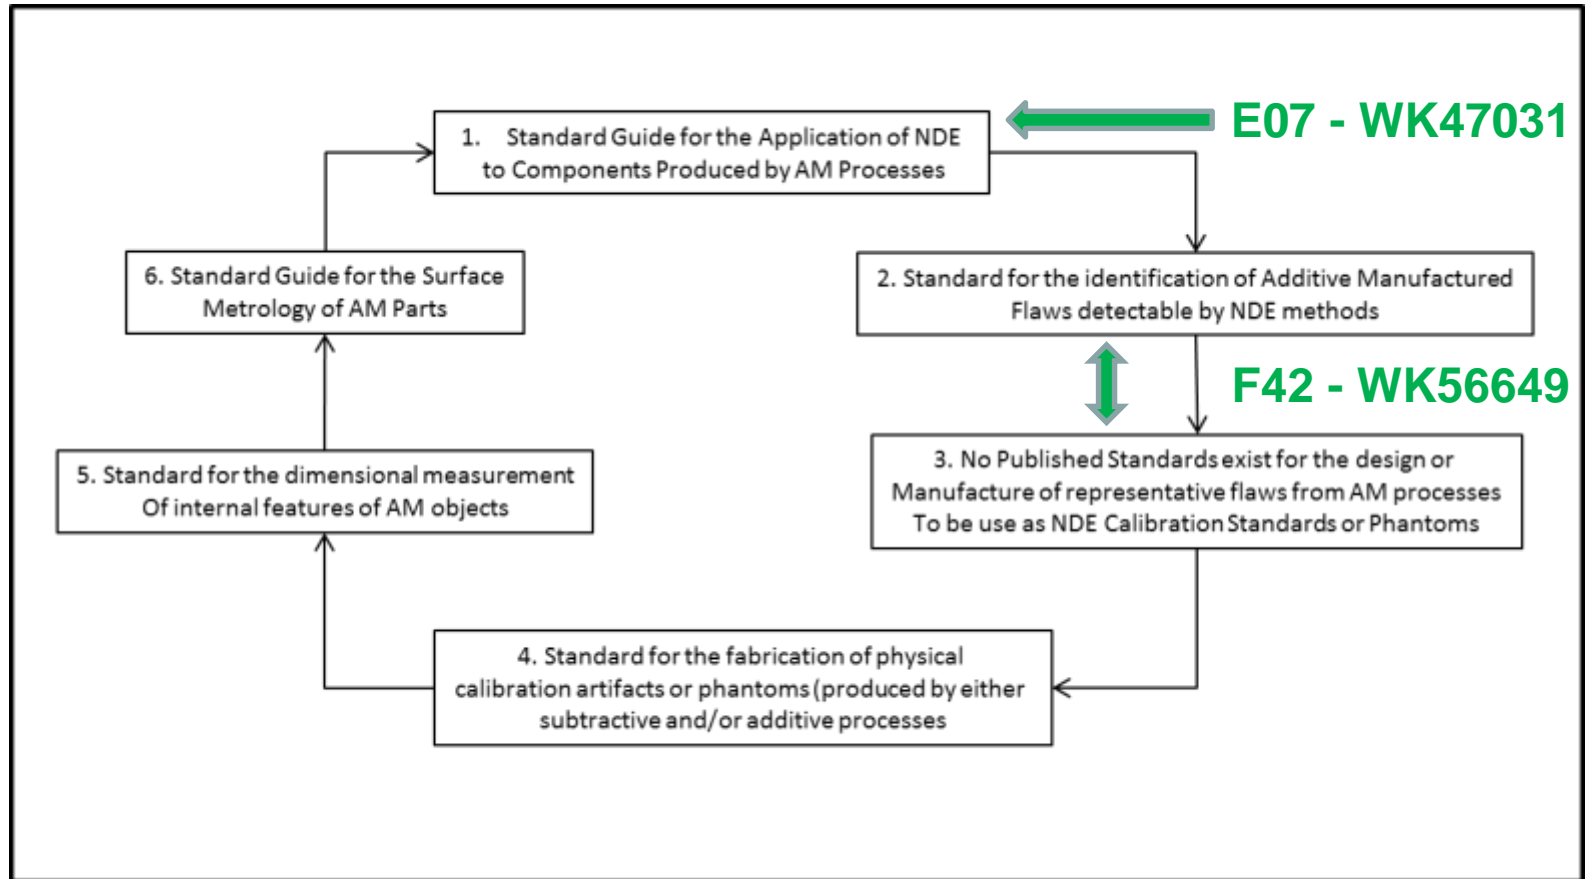 1. Standard Guide for the Application of NDE
to Components Produced by AM Processes
E07 - WK47031
2. Standard for the identification of Additive Manufactured
Flaws detectable by NDE methods
F42 - WK56649
3. No Published Standards exist for the design or
Manufacture of representative flaws from AM processes
To be use as NDE Calibration Standards or Phantoms
4. Standard for the fabrication of physical
calibration artifacts or phantoms (produced by either
subtractive and/or additive processes
5. Standard for the dimensional measurement
Of internal features of AM objects
6. Standard Guide for the Surface
Metrology of AM Parts